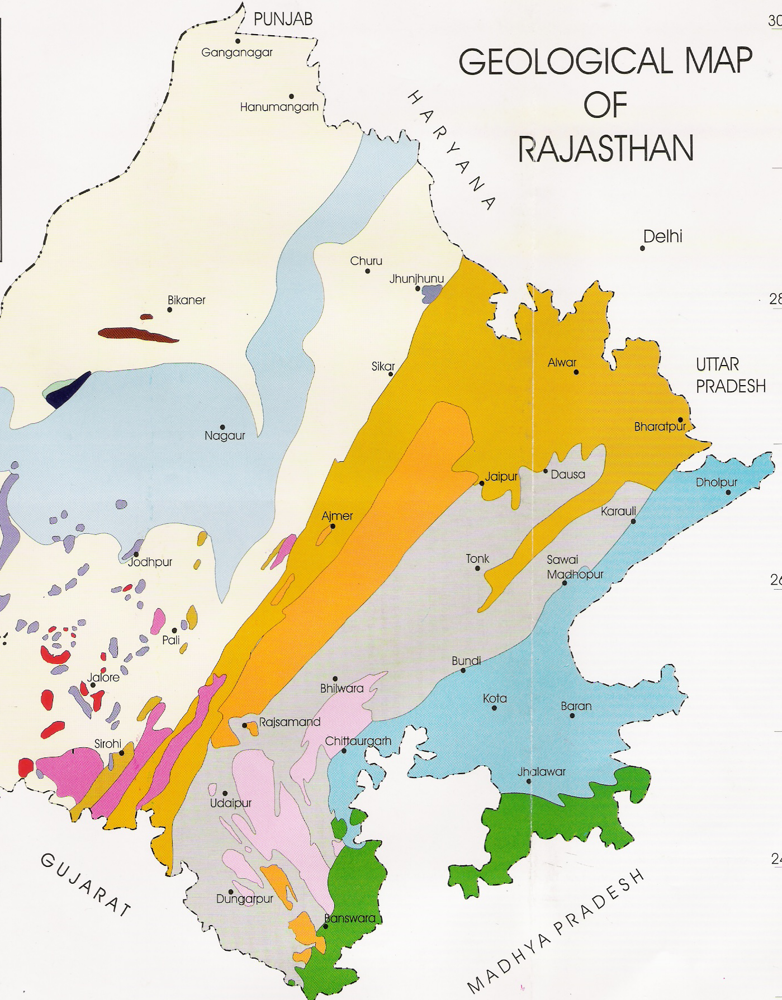 PUNJAB
30
Ganganagar
GEOLOGICAL MAP
OF
RAJASTHAN
HARYANA
Hanumangarh
Delhi
Churu
Jhunjhunu
Bikaner
28
Sikar
Alwar
UTTAR
PRADESH
Nagaur
Bharatpur
Jaipur
Dausa
Dholpur
Ajmer
Karauli
Jodhpur
Tonk
Sawai
Madhopur
26
Pali
Jalore
Bundi
Bhilwara
Kota
Baran
Rajsamand
Sirohi
Chittaurgarh
Jhalawar
Udaipur
GUJARAT
24
Dungarpur
Banswara
MADHYA PRADESH